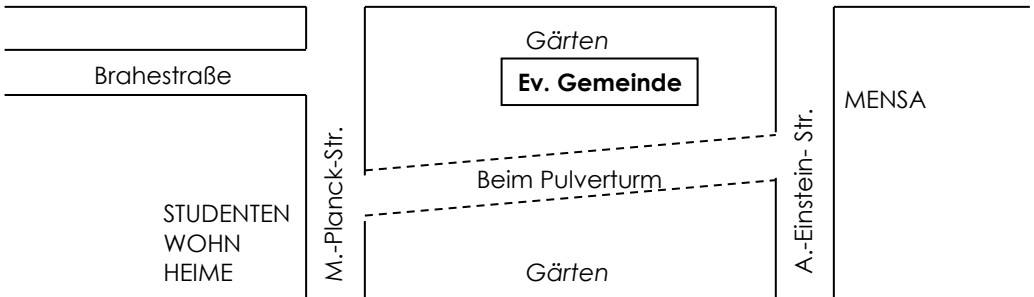 Gärten
Brahestraße
Ev. Gemeinde
MENSA
M.-Planck-Str.
A.-Einstein- Str.
Beim Pulverturm
STUDENTEN
WOHN
HEIME
Gärten